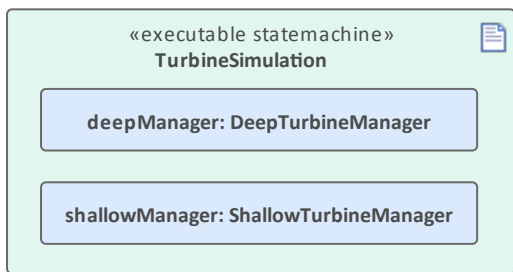 «executable statemachine»
TurbineSimulation
deepManager: DeepTurbineManager
shallowManager: ShallowTurbineManager